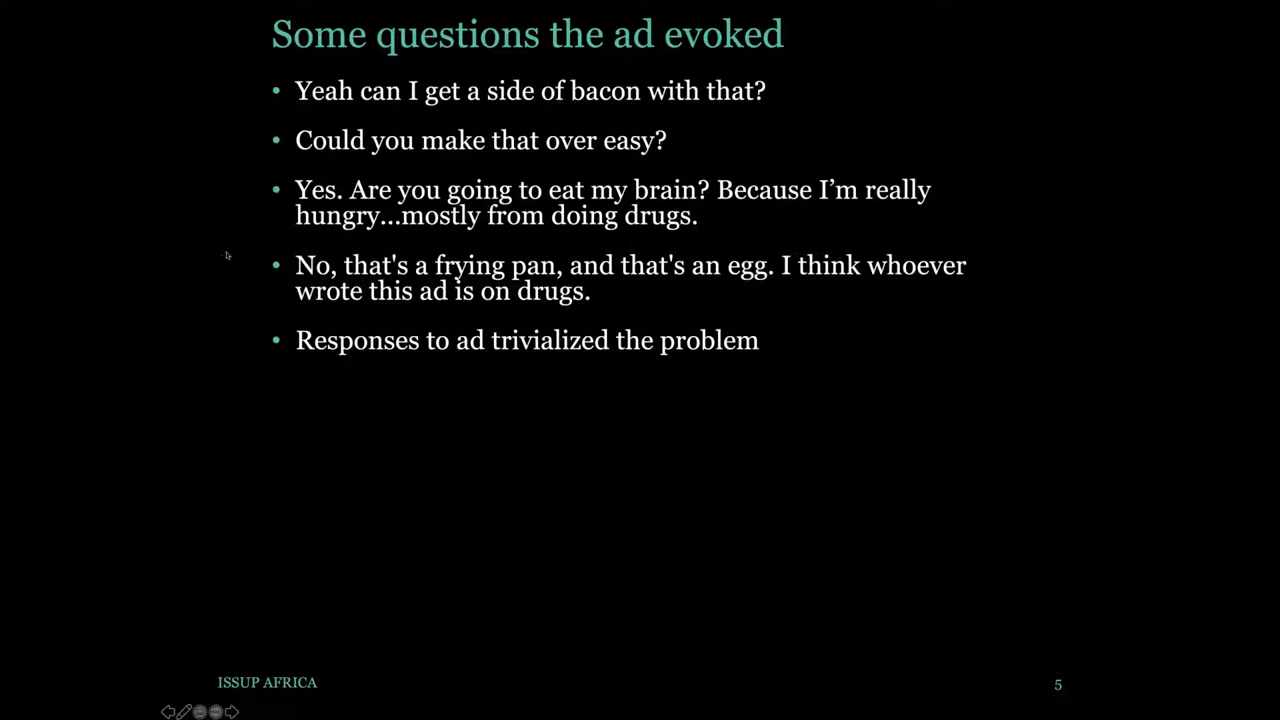 Some questions the ad evoked
• Yeah can I get a side of bacon with that?
• Could you make that over easy?
• Yes. Are you going to eat my brain? Because I’m really
hungry...mostly from doing drugs.
• No, that's a frying pan, and that's an egg. I think whoever
wrote this ad is on drugs.
• Responses to ad trivialized the problem
ISSUP AFRICA
5